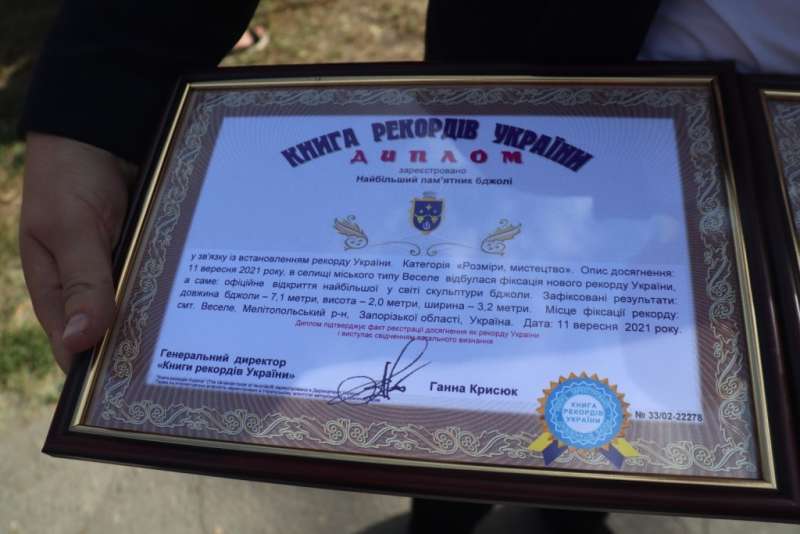 КНИГА РЕКОРДІВ УКРАЇНИ
ДИПЛОМ
зареєстровано
Найбільший пам'ятник бджолі
у зв'язку із встановленням рекорду України. Категорія «Розміри, мистецтво». Опис досягнення:
11 вересня 2021 року, в селищі міського типу Веселе відбулася фіксація нового рекорду України,
а саме: офіційне відкриття найбільшої у світі скульптури бджоли. Зафіксовані результати:
довжина бджоли – 7,1 метри, висота – 2,0 метри, ширина – 3,2 метри. Місце фіксації рекорду:
смт. Веселе, Мелітопольський р-н, Запорізької області, Україна. Дата: 11 вересня 2021 року.
Диплом підтверджує факт реєстрації досягнення як рекорду України
і виступає свідченням загального визнання
Генеральний директор
«Книги рекордів України»
Ганна Крисюк
КНИГА
РЕКОРДІВ
УКРАЇНИ
№ 33/02-22278